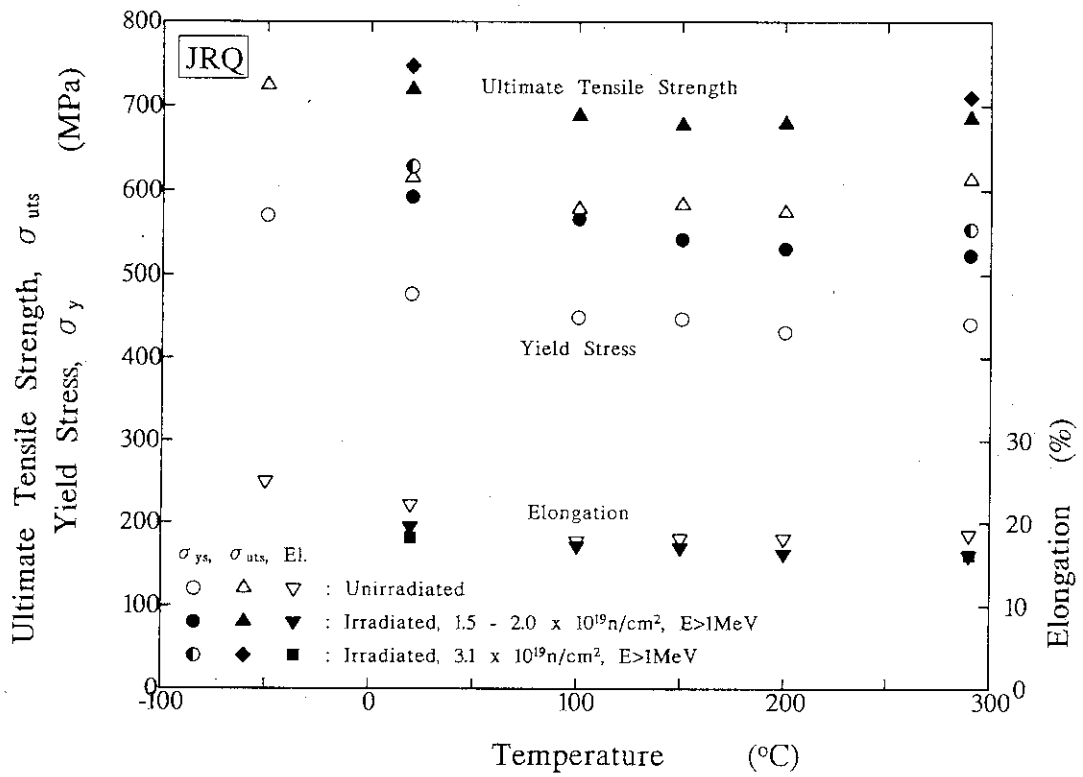 JRQ
Ultimate Tensile Strength, σ uts
Yield Stress, σ y (MPa)
800
700
600
500
400
300
200
100
0
Ultimate Tensile Strength
Yield Stress
Elongation
σ ys, σ uts, El.
○ △ ▽ : Unirradiated
● ▲ ▼ : Irradiated, 1.5 - 2.0 x 10¹⁹n/cm², E>1MeV
◐ ◆ ■ : Irradiated, 3.1 x 10¹⁹n/cm², E>1MeV
30
20
10
0
Elongation (%)
-100 0 100 200 300
Temperature (°C)